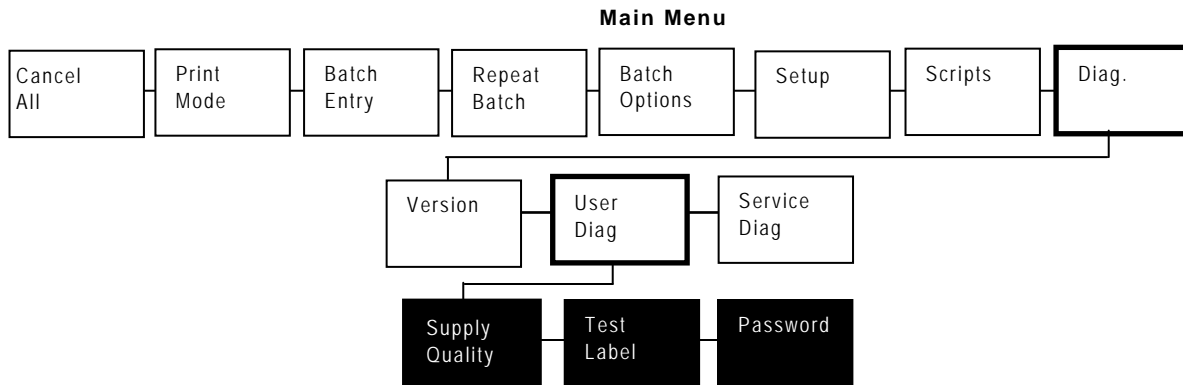 Main Menu
Cancel
All
Print
Mode
Batch
Entry
Repeat
Batch
Batch
Options
Setup
Scripts
Diag.
Version
User
Diag
Service
Diag
Supply
Quality
Test
Label
Password